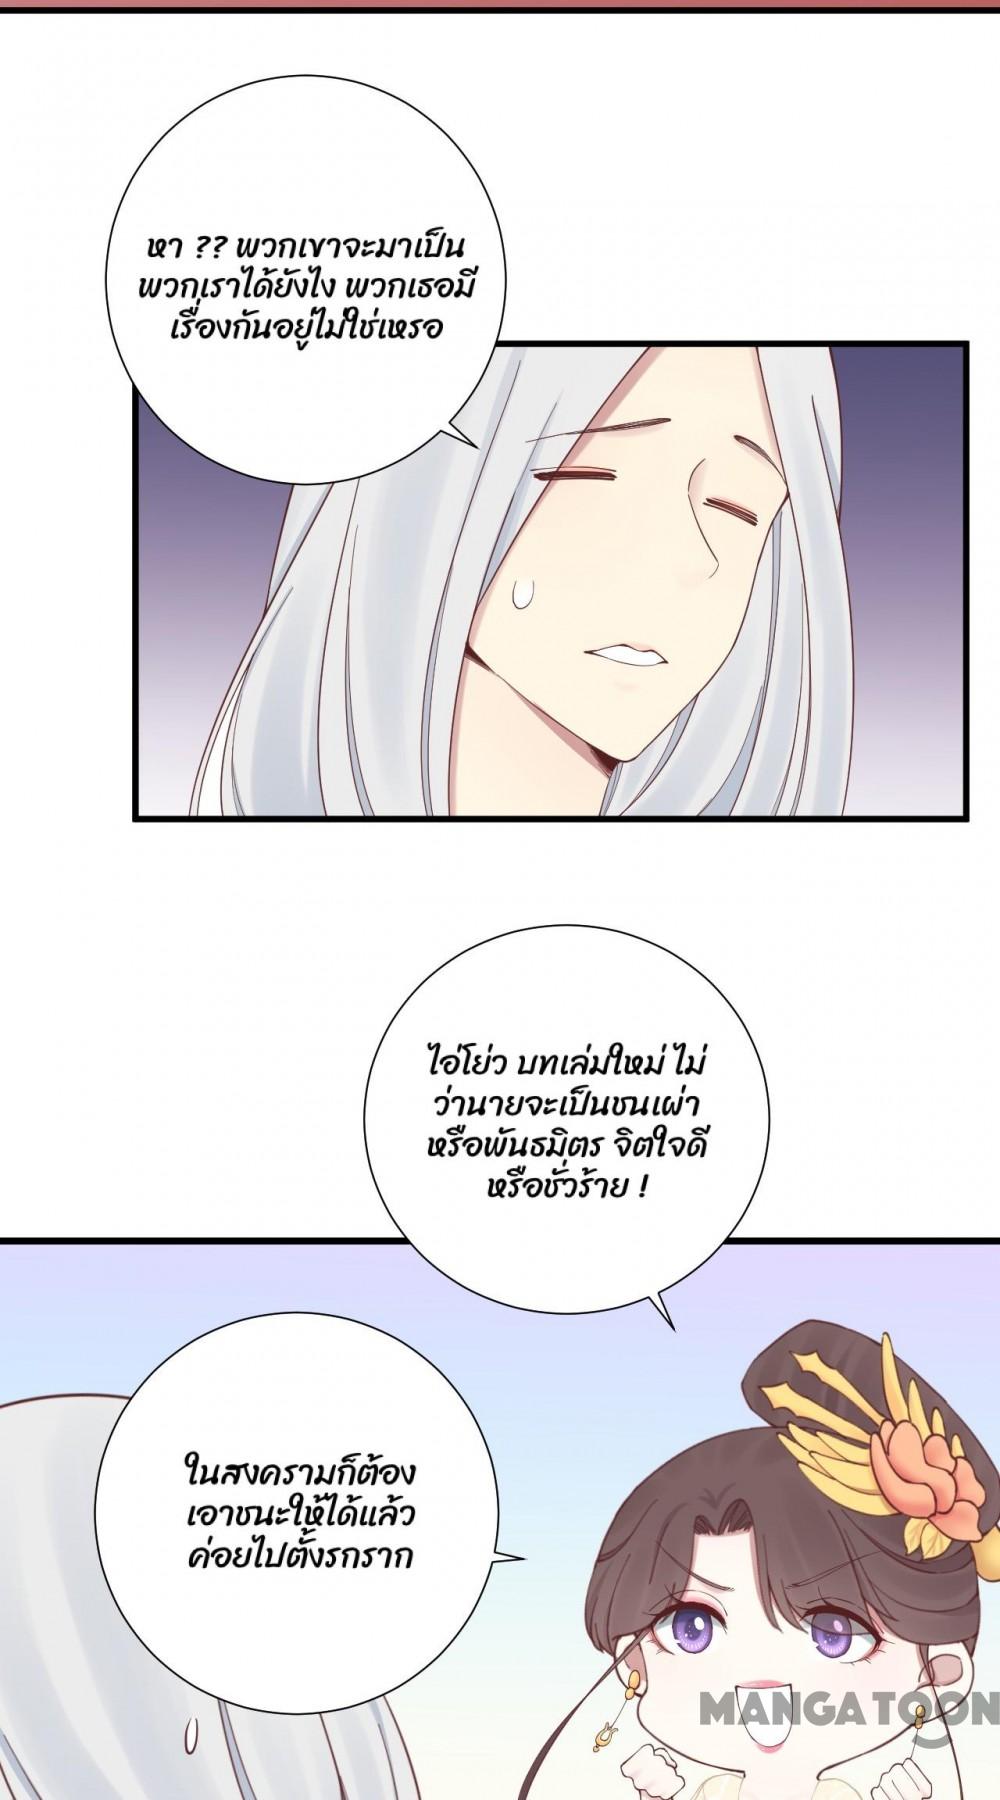 หา ?? พวกเขาจะมาเป็น
พวกเราได้ยังไง พวกเธอมี
เรื่องกันอยู่ไม่ใช่เหรอ
ไอ่โย่ว บทเล่มใหม่ ไม่
ว่านายจะเป็นชนเผ่า
หรือพันธมิตร จิตใจดี
หรือชั่วร้าย !
ในสงครามก็ต้อง
เอาชนะให้ได้แล้ว
ค่อยไปตั้งรกราก
MANGATOON